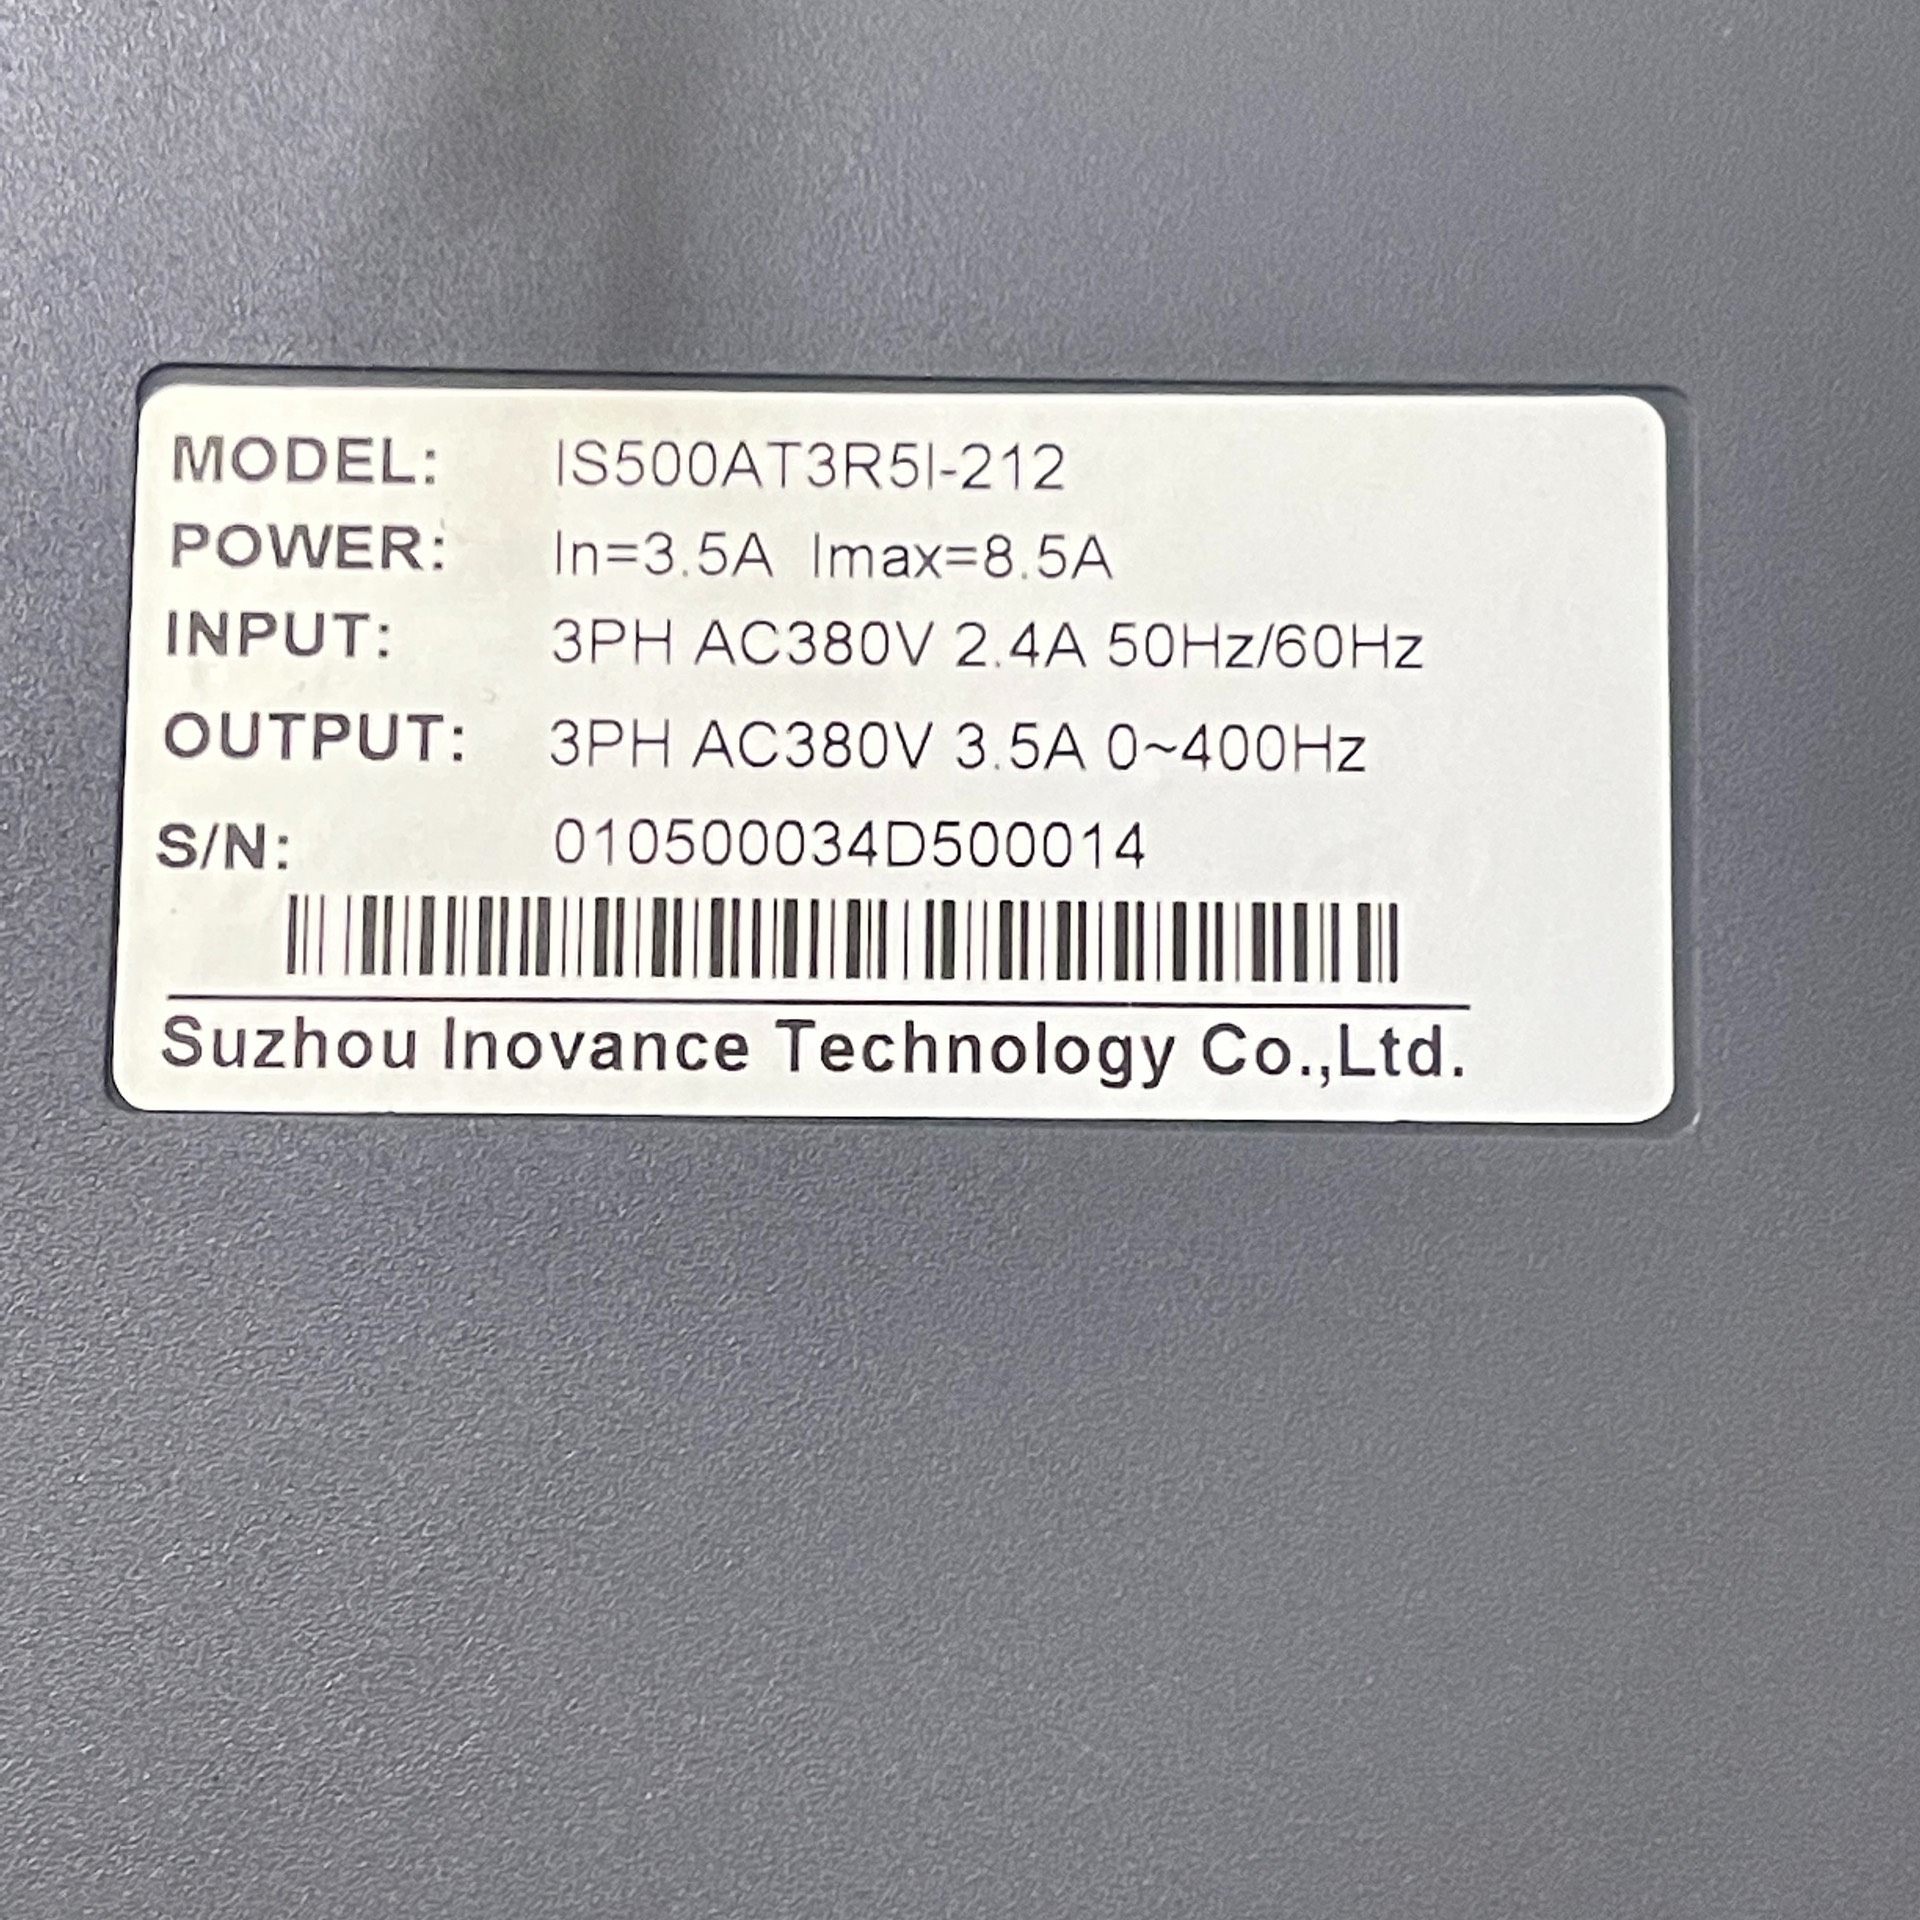 MODEL: IS500AT3R5I-212
POWER: In=3.5A Imax=8.5A
INPUT: 3PH AC380V 2.4A 50Hz/60Hz
OUTPUT: 3PH AC380V 3.5A 0~400Hz
S/N: 010500034D500014
Suzhou Inovance Technology Co.,Ltd.